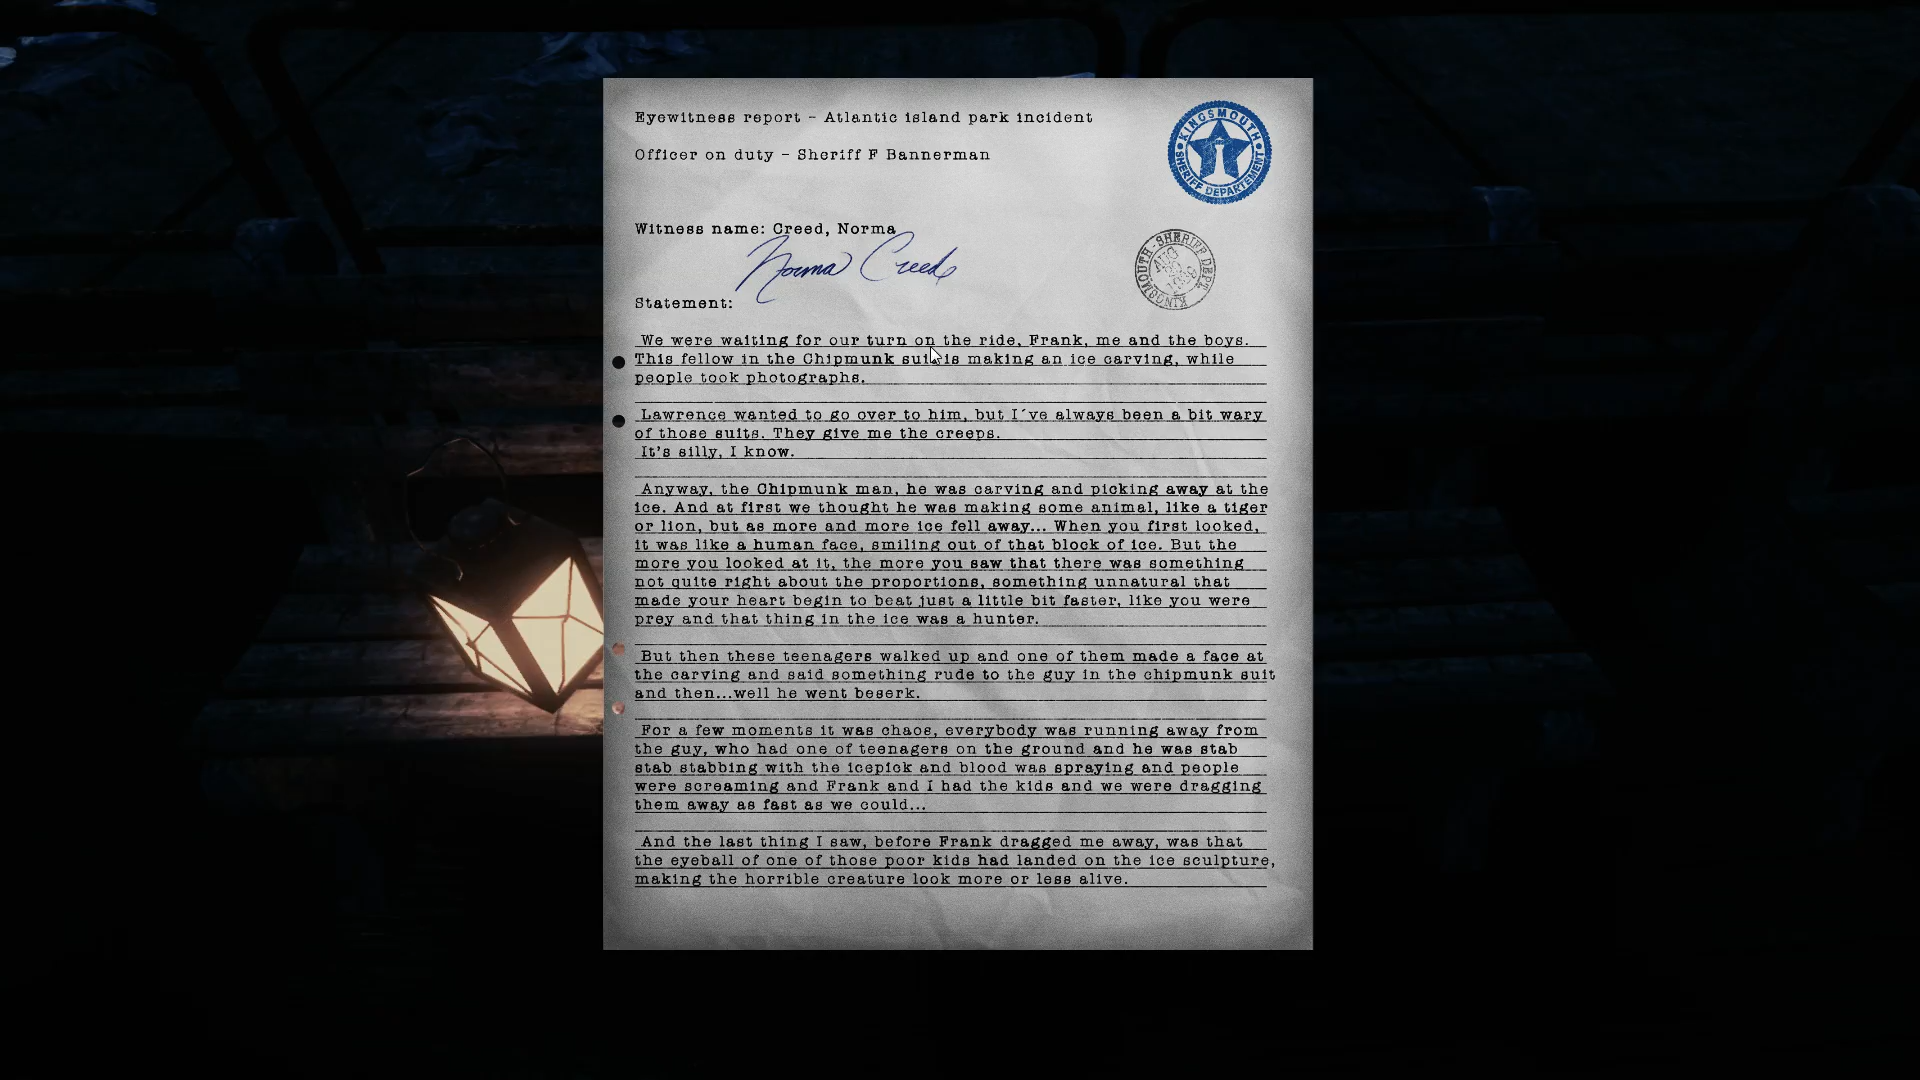 Eyewitness report - Atlantic island park incident
KINGSMOUTH
SHERIFF DEPARTEMENT
Officer on duty - Sheriff F Bannerman
Witness name: Creed, Norma
Norma Creed
KINGSMOUTH - SHERIFF DEPT
AUG
Statement:
We were waiting for our turn on the ride, Frank, me and the boys.
This fellow in the Chipmunk suit is making an ice carving, while
people took photographs.
Lawrence wanted to go over to him, but I´ve always been a bit wary
of those suits. They give me the creeps.
It's silly, I know.
Anyway, the Chipmunk man, he was carving and picking away at the
ice. And at first we thought he was making some animal, like a tiger
or lion, but as more and more ice fell away... When you first looked,
it was like a human face, smiling out of that block of ice. But the
more you looked at it, the more you saw that there was something
not quite right about the proportions, something unnatural that
made your heart begin to beat just a little bit faster, like you were
prey and that thing in the ice was a hunter.
But then these teenagers walked up and one of them made a face at
the carving and said something rude to the guy in the chipmunk suit
and then...well he went beserk.
For a few moments it was chaos, everybody was running away from
the guy, who had one of teenagers on the ground and he was stab
stab stabbing with the icepick and blood was spraying and people
were screaming and Frank and I had the kids and we were dragging
them away as fast as we could...
And the last thing I saw, before Frank dragged me away, was that
the eyeball of one of those poor kids had landed on the ice sculpture,
making the horrible creature look more or less alive.